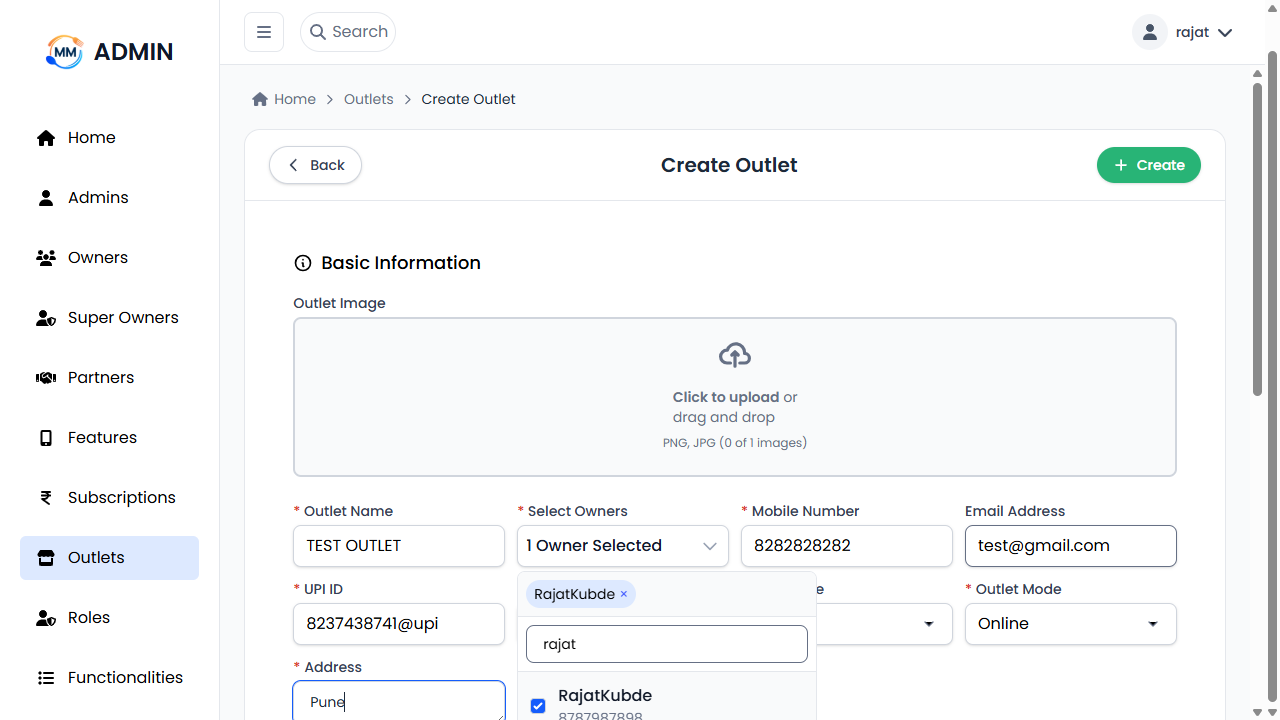 MM ADMIN
Search
rajat
Home
Admins
Owners
Super Owners
Partners
Features
Subscriptions
Outlets
Roles
Functionalities
Home > Outlets > Create Outlet
Back
Create Outlet
+ Create
Basic Information
Outlet Image
Click to upload or
drag and drop
PNG, JPG (0 of 1 images)
* Outlet Name
TEST OUTLET
* Select Owners
1 Owner Selected
* Mobile Number
8282828282
Email Address
test@gmail.com
* UPI ID
8237438741@upi
RajatKubde ×
rajat
RajatKubde
8787987898
e
* Outlet Mode
Online
* Address
Pune